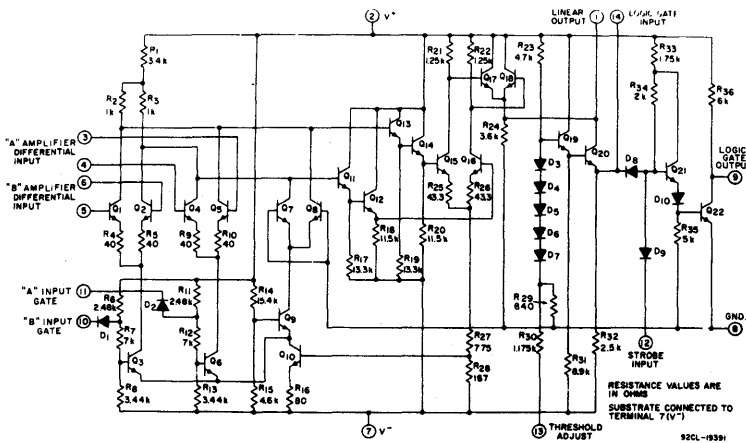 LINEAR OUTPUT
LOGIC GATE INPUT
1
14
2 V+
R1 3.4k
R2 1k
R3 1k
R21 1.25k
R22 1.25k
R23 4.7k
R33 1.75k
R34 2k
R36 6k
Q17
Q18
Q13
Q14
R24 3.6k
Q19
Q20
D8
Q21
"A" AMPLIFIER DIFFERENTIAL INPUT
3
4
"B" AMPLIFIER DIFFERENTIAL INPUT
6
5
LOGIC GATE OUTPUT
9
Q1
Q2
Q4
Q5
Q7
Q8
Q11
Q12
Q15
Q16
D3
D4
D5
D6
D7
D10
Q22
R4 40
R5 40
R9 40
R10 40
R25 43.3
R26 43.3
R18 11.5k
R20 11.5k
R17 13.3k
R19 13.3k
R35 5k
D9
"A" INPUT GATE
11
"B" INPUT GATE
10
D1
D2
R6 2.48k
R11 2.48k
R14 15.4k
R7 7k
R12 7k
Q9
Q10
Q3
Q6
R29 840
GND.
8
R27 775
R28 167
R30 1.175k
R31 8.9k
R32 2.5k
12
STROBE INPUT
R8 3.44k
R13 3.44k
R15 4.6k
R16 80
7 V-
13
THRESHOLD ADJUST
RESISTANCE VALUES ARE IN OHMS
SUBSTRATE CONNECTED TO TERMINAL 7 (V-)
92CL-19391